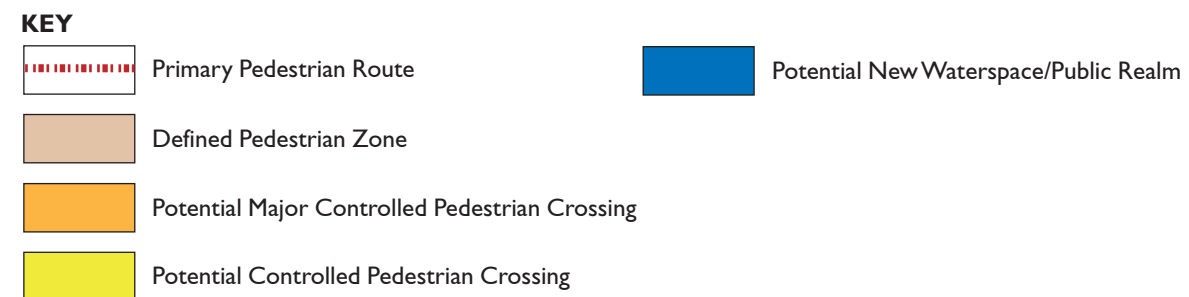 KEY
Primary Pedestrian Route
Potential New Waterspace/Public Realm
Defined Pedestrian Zone
Potential Major Controlled Pedestrian Crossing
Potential Controlled Pedestrian Crossing